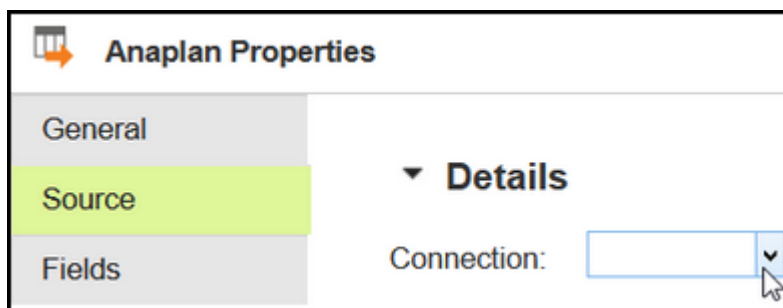 Anaplan Properties
General
Source
Fields
Details
Connection: